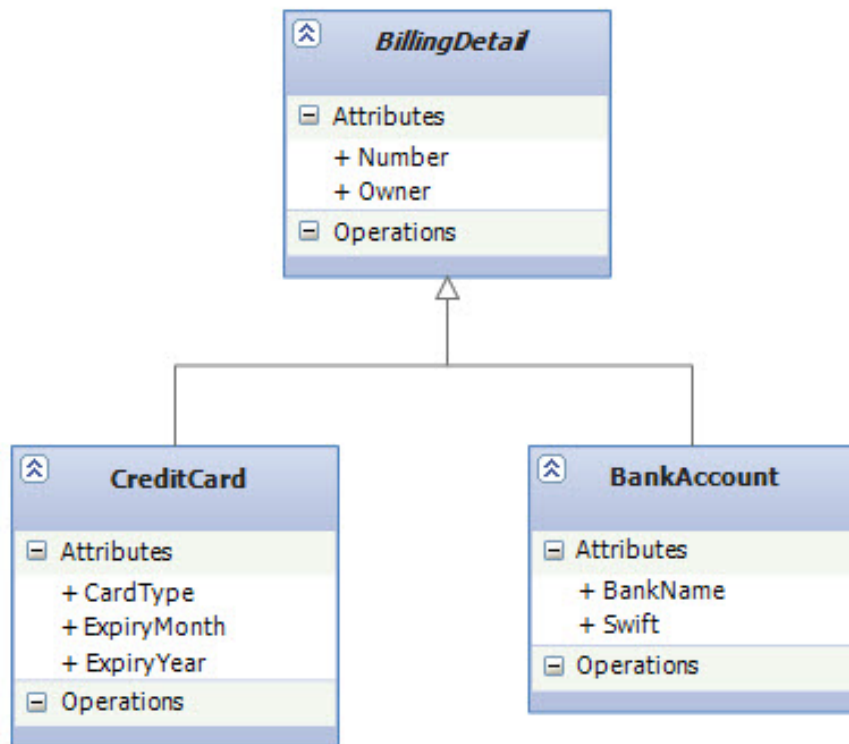 BillingDetail
Attributes
+ Number
+ Owner
Operations
CreditCard
Attributes
+ CardType
+ ExpiryMonth
+ ExpiryYear
Operations
BankAccount
Attributes
+ BankName
+ Swift
Operations